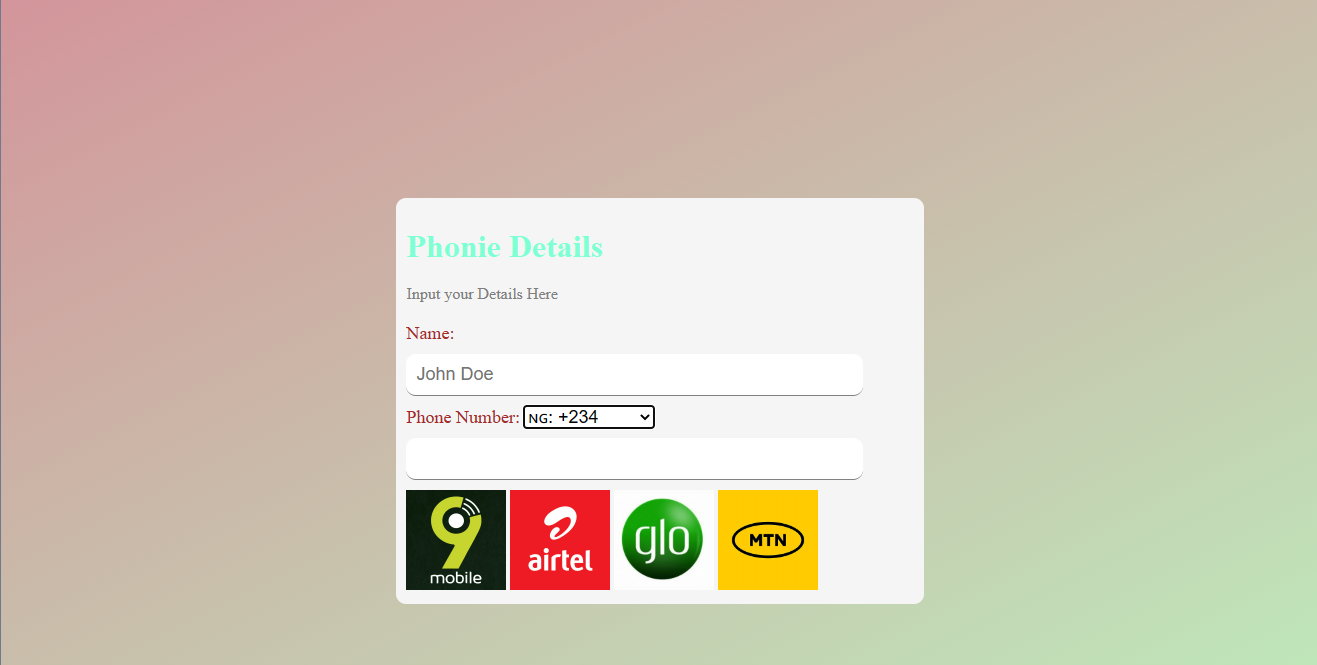 Phonie Details
Input your Details Here
Name:
John Doe
Phone Number: NG: +234
9
mobile
airtel
glo
MTN